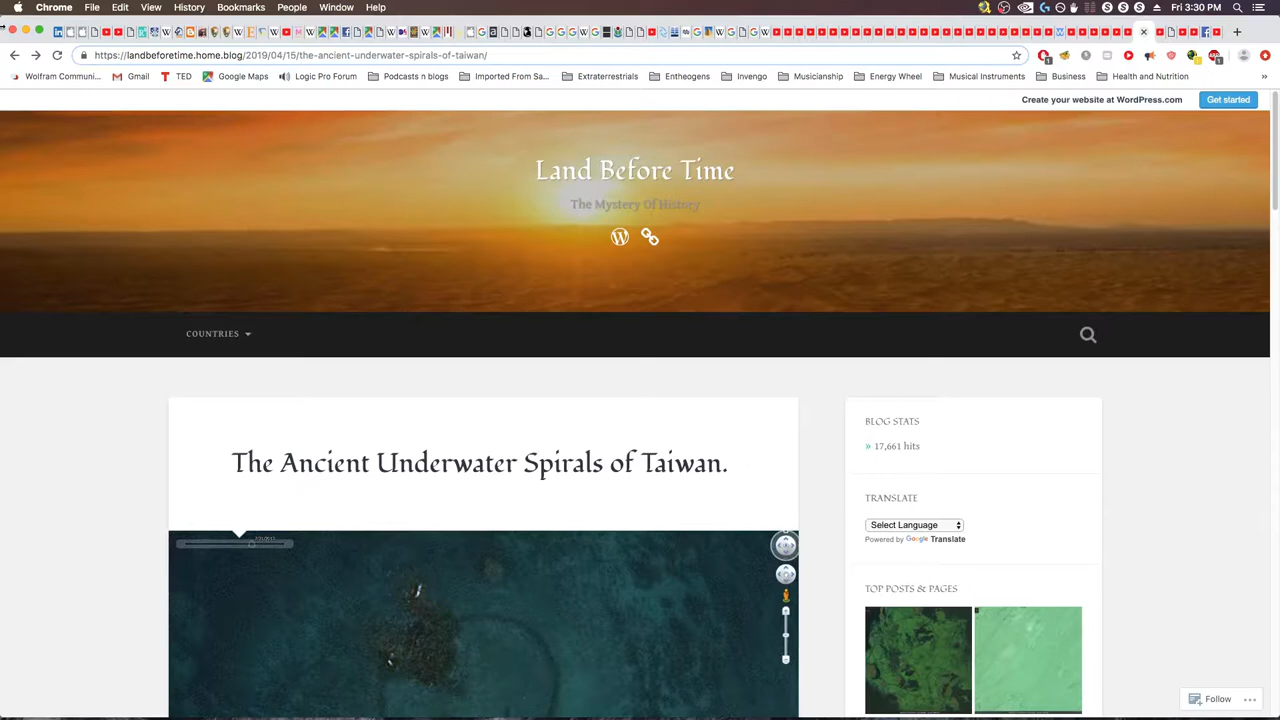 Chrome File Edit View History Bookmarks People Window Help
Fri 3:30 PM
https://landbeforetime.home.blog/2019/04/15/the-ancient-underwater-spirals-of-taiwan/
Wolfram Communi... Gmail TED Google Maps Logic Pro Forum Podcasts n blogs Imported From Sa... Extraterrestrials Entheogens Invengo Musicianship Energy Wheel Musical Instruments Business Health and Nutrition »
Create your website at WordPress.com Get started
Land Before Time
The Mystery Of History
COUNTRIES
The Ancient Underwater Spirals of Taiwan.
BLOG STATS
» 17,661 hits
TRANSLATE
Select Language
Powered by Google Translate
TOP POSTS & PAGES
Follow